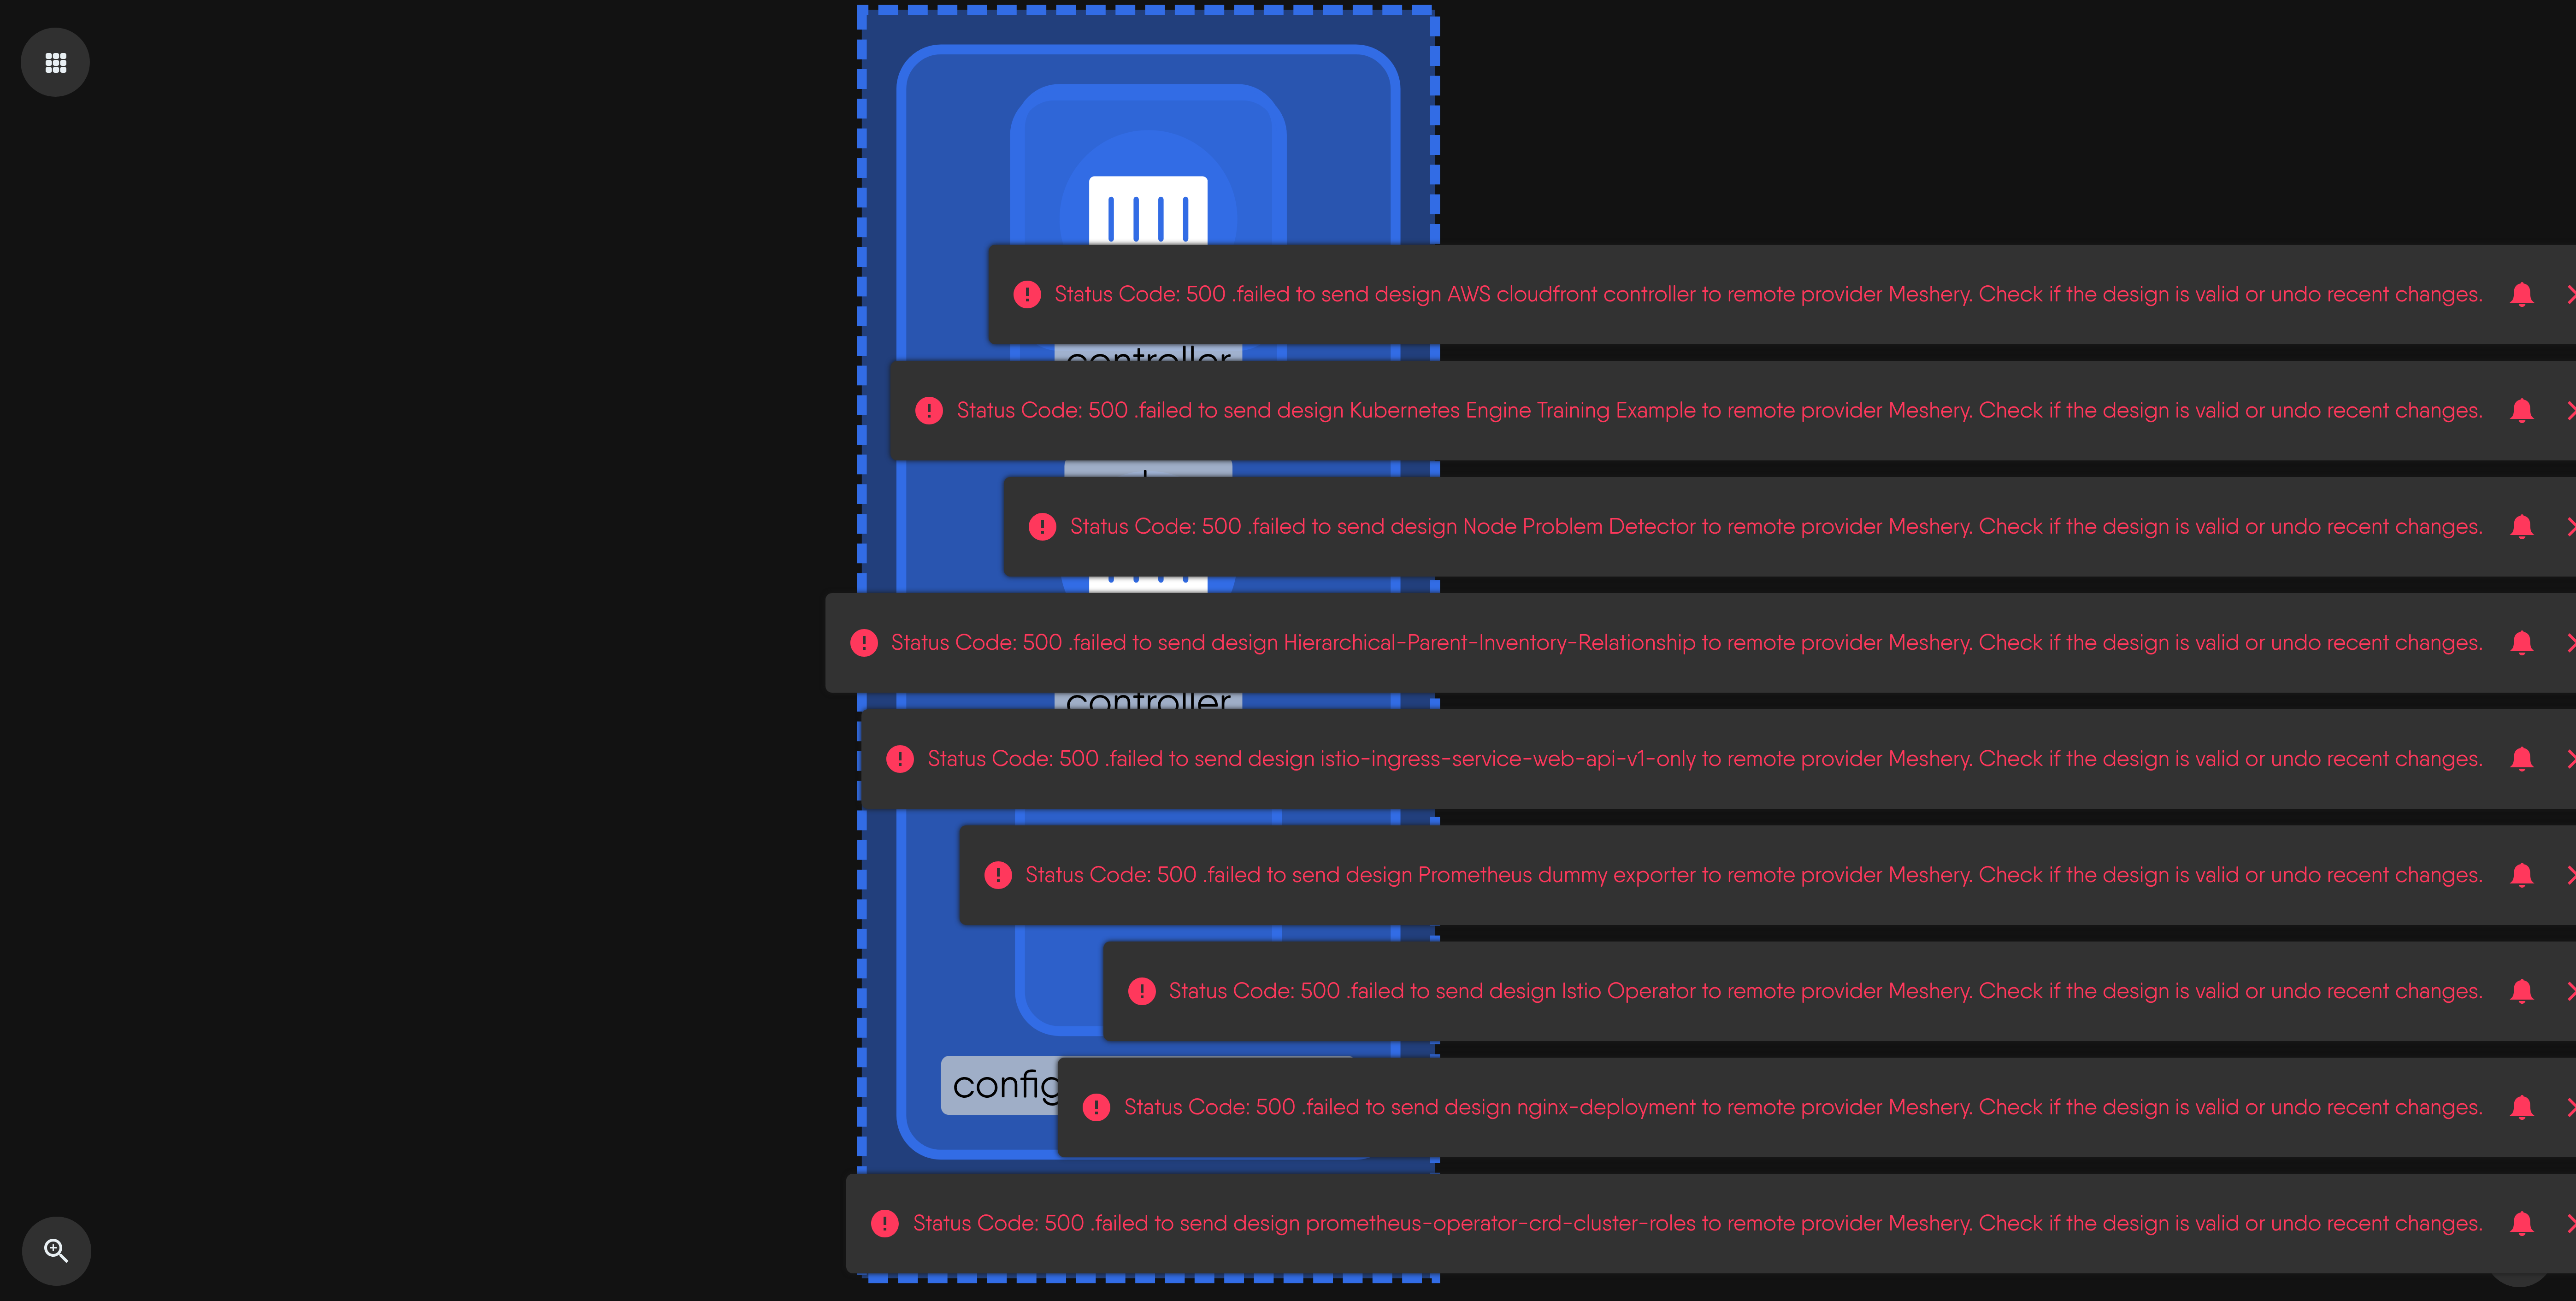 Status Code: 500 .failed to send design AWS cloudfront controller to remote provider Meshery. Check if the design is valid or undo recent changes.
controller
Status Code: 500 .failed to send design Kubernetes Engine Training Example to remote provider Meshery. Check if the design is valid or undo recent changes.
Status Code: 500 .failed to send design Node Problem Detector to remote provider Meshery. Check if the design is valid or undo recent changes.
Status Code: 500 .failed to send design Hierarchical-Parent-Inventory-Relationship to remote provider Meshery. Check if the design is valid or undo recent changes.
controller
Status Code: 500 .failed to send design istio-ingress-service-web-api-v1-only to remote provider Meshery. Check if the design is valid or undo recent changes.
Status Code: 500 .failed to send design Prometheus dummy exporter to remote provider Meshery. Check if the design is valid or undo recent changes.
Status Code: 500 .failed to send design Istio Operator to remote provider Meshery. Check if the design is valid or undo recent changes.
config
Status Code: 500 .failed to send design nginx-deployment to remote provider Meshery. Check if the design is valid or undo recent changes.
Status Code: 500 .failed to send design prometheus-operator-crd-cluster-roles to remote provider Meshery. Check if the design is valid or undo recent changes.